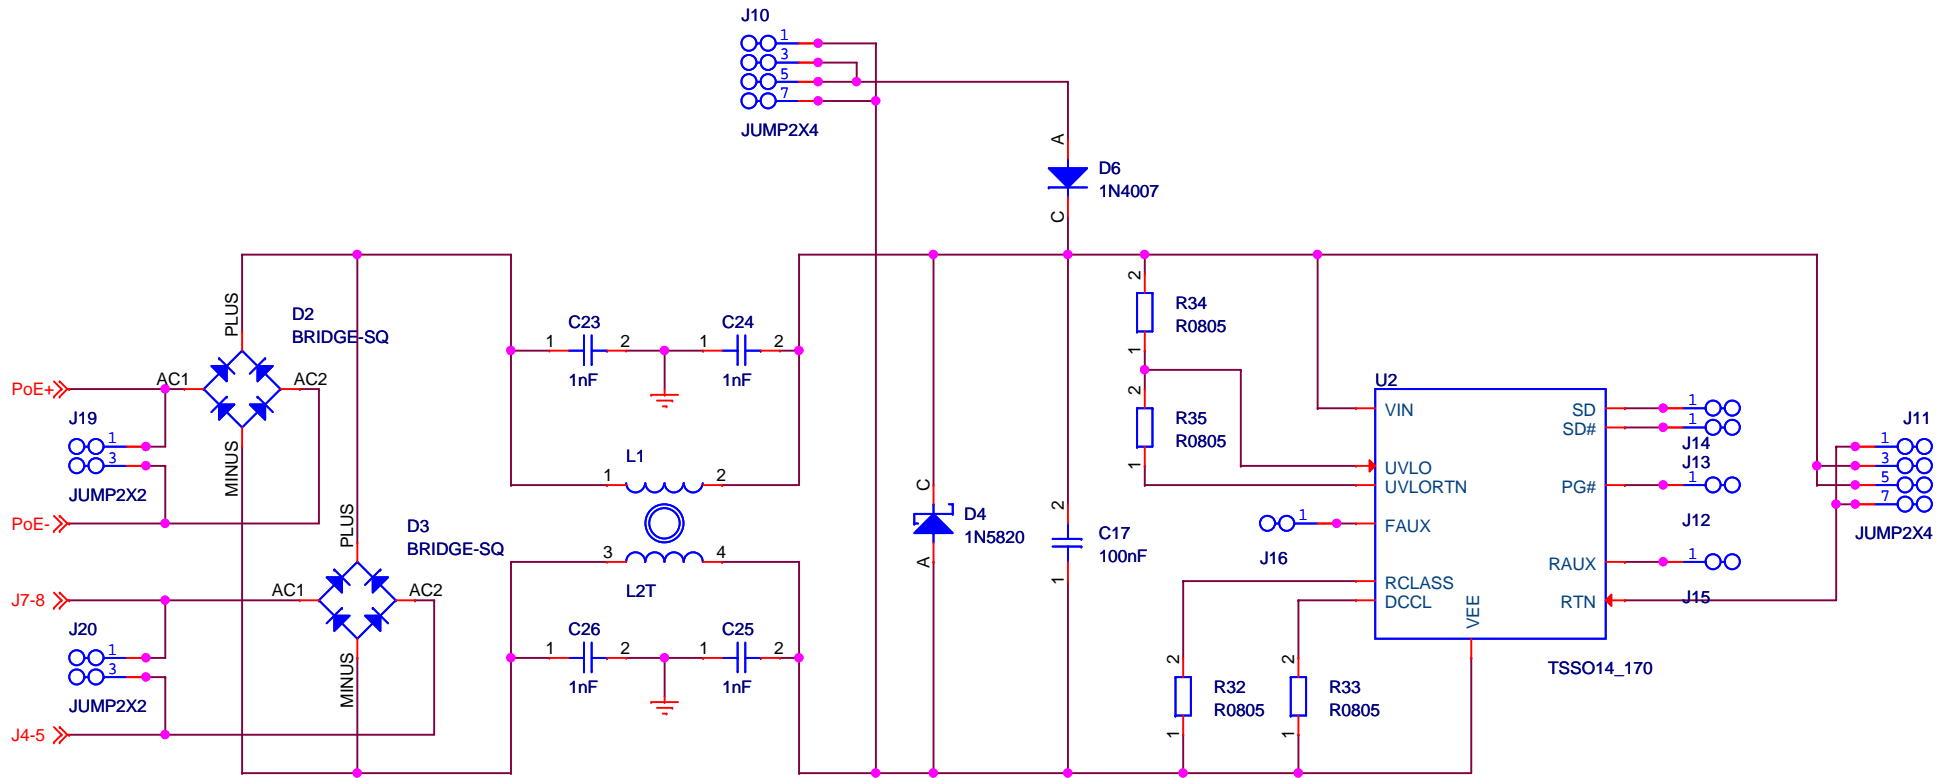 J10
1
3
5
7
JUMP2X4
A
D6
1N4007
C
PLUS
D2
BRIDGE-SQ
AC1
AC2
MINUS
PoE+
J19
1
3
JUMP2X2
PoE-
PLUS
D3
BRIDGE-SQ
AC1
AC2
MINUS
J7-8
J20
1
3
JUMP2X2
J4-5
C23
1
2
1nF
C24
1
2
1nF
L1
1
2
3
4
L2T
C26
1
2
1nF
C25
1
2
1nF
C
D4
1N5820
A
2
C17
100nF
1
2
R34
R0805
1
2
R35
R0805
1
U2
VIN
UVLO
UVLORTN
FAUX
RCLASS
DCCL
VEE
SD
SD#
PG#
RAUX
RTN
TSSO14_170
1
J16
1
1
J14
J13
1
J12
1
J15
J11
1
3
5
7
JUMP2X4
2
R32
R0805
1
2
R33
R0805
1